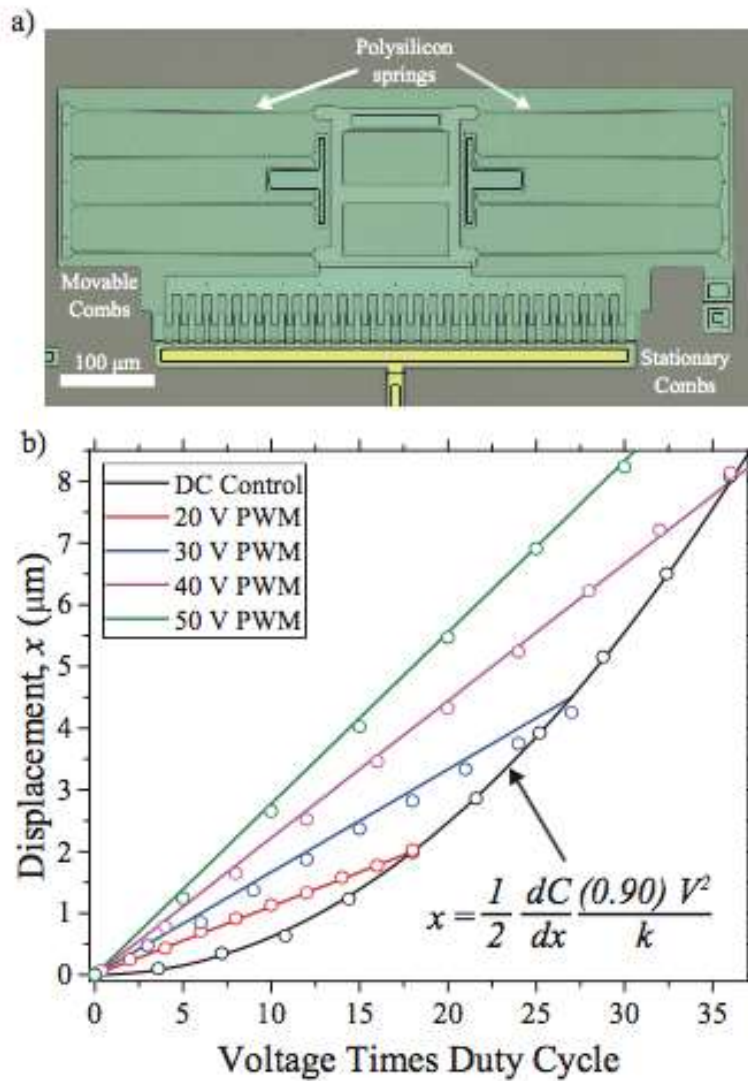 a)
Polysilicon
springs
Movable
Combs
100 μm
Stationary
Combs
b)
DC Control
20 V PWM
30 V PWM
40 V PWM
50 V PWM
8
7
6
5
4
3
2
1
0
Displacement, x (μm)
x = 1/2 dC/dx (0.90) V²/k
0 5 10 15 20 25 30 35
Voltage Times Duty Cycle